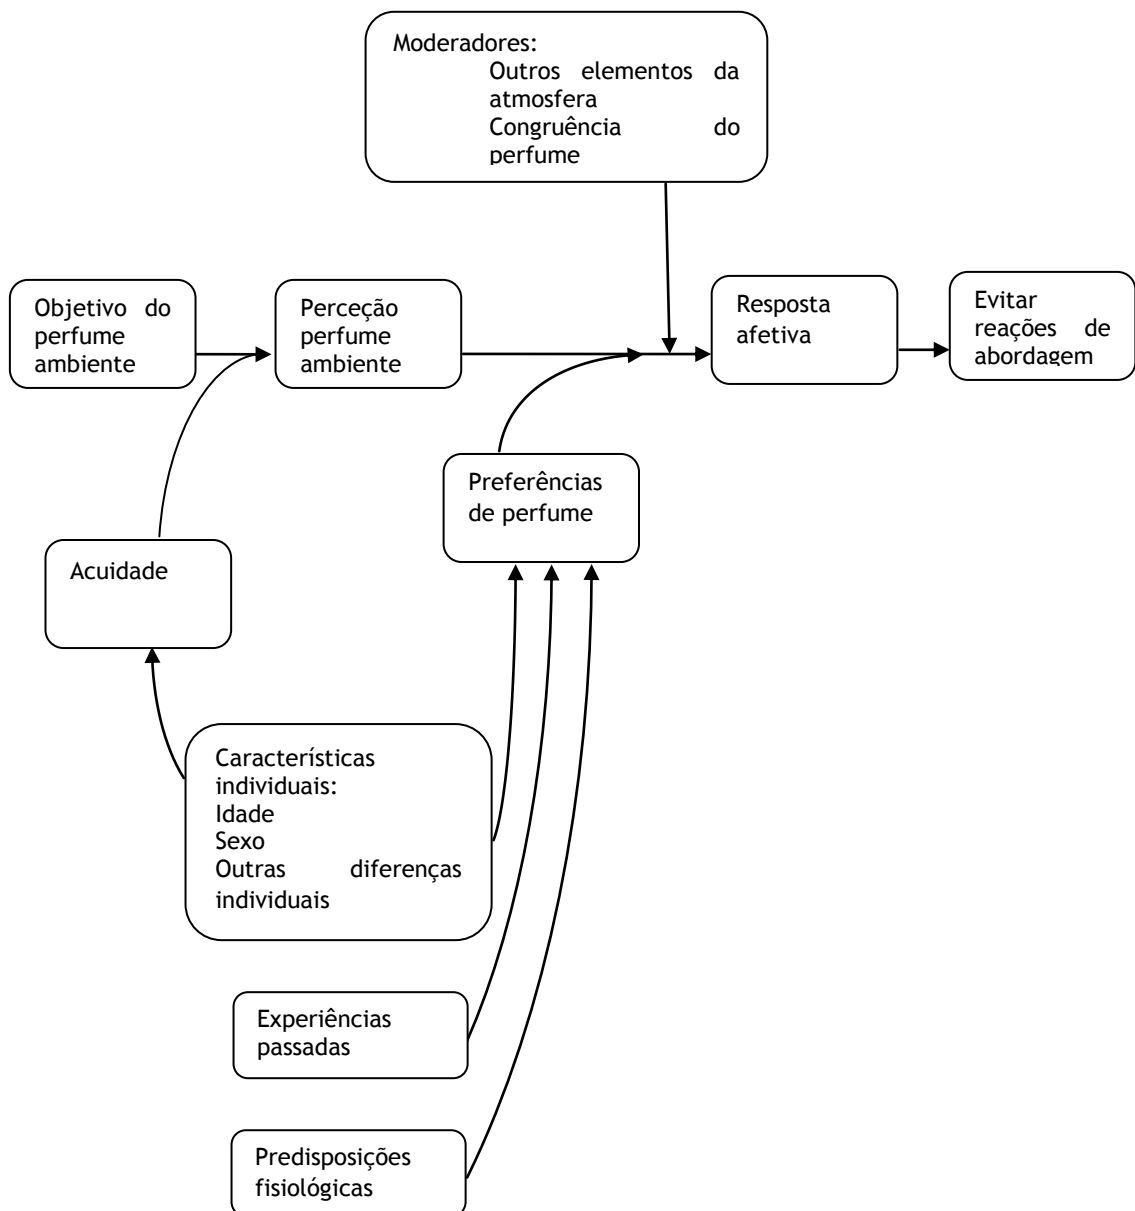 Moderadores:
Outros elementos da
atmosfera
Congruência do
perfume
Objetivo do
perfume
ambiente
Perceção
perfume
ambiente
Resposta
afetiva
Evitar
reações de
abordagem
Preferências
de perfume
Acuidade
Características
individuais:
Idade
Sexo
Outras diferenças
individuais
Experiências
passadas
Predisposições
fisiológicas